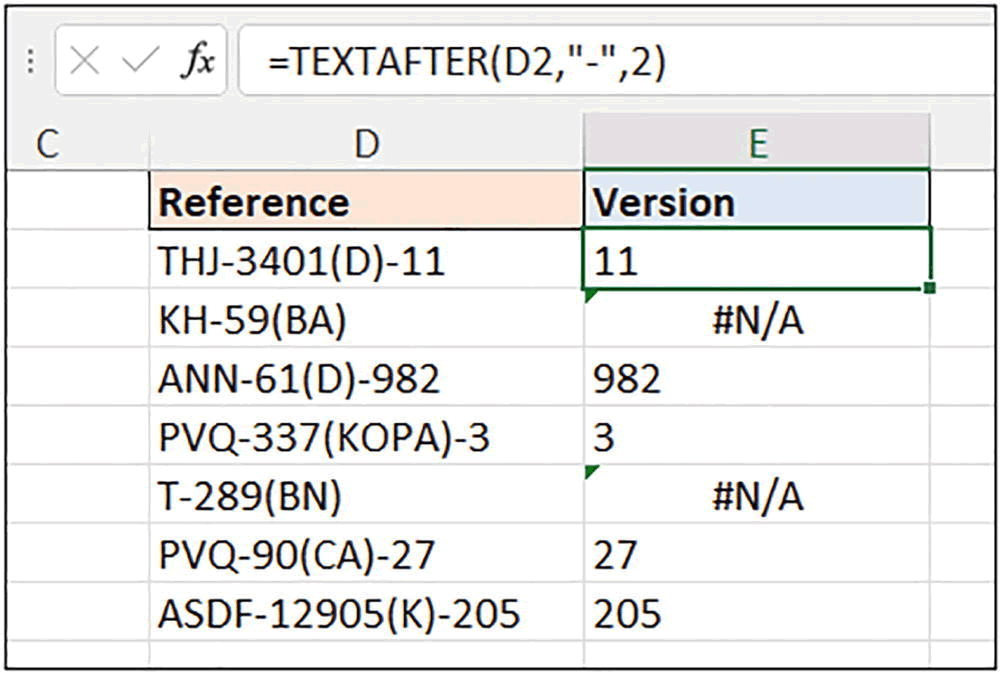 fx =TEXTAFTER(D2,"-",2)
C D E
Reference Version
THJ-3401(D)-11 11
KH-59(BA) #N/A
ANN-61(D)-982 982
PVQ-337(KOPA)-3 3
T-289(BN) #N/A
PVQ-90(CA)-27 27
ASDF-12905(K)-205 205